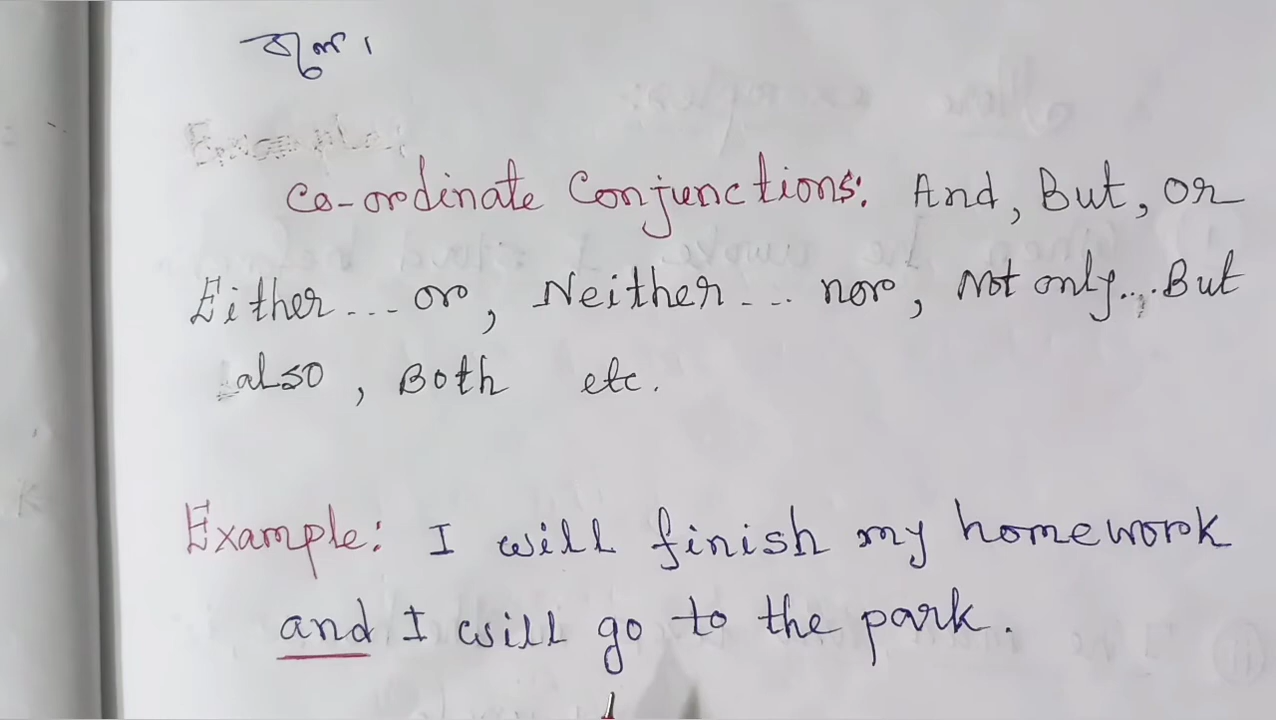 বলে।
Co-ordinate Conjunctions: And, But, or
Either... or, Neither... nor, Not only... But
also, Both etc.
Example: I will finish my homework
and I will go to the park.